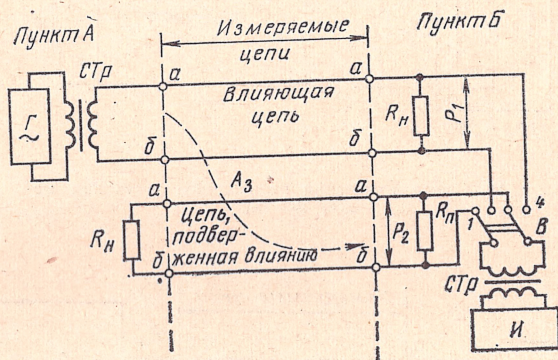 Пункт А
Измеряемые
цепи
Пункт Б
СТр
а
а
Влияющая
цепь
Г
~
Rн
P₁
б
б
а
A₃
а
Rн
Цепь,
подвер-
женная влиянию
P₂
Rп
1
4
В
б
б
СТр
И